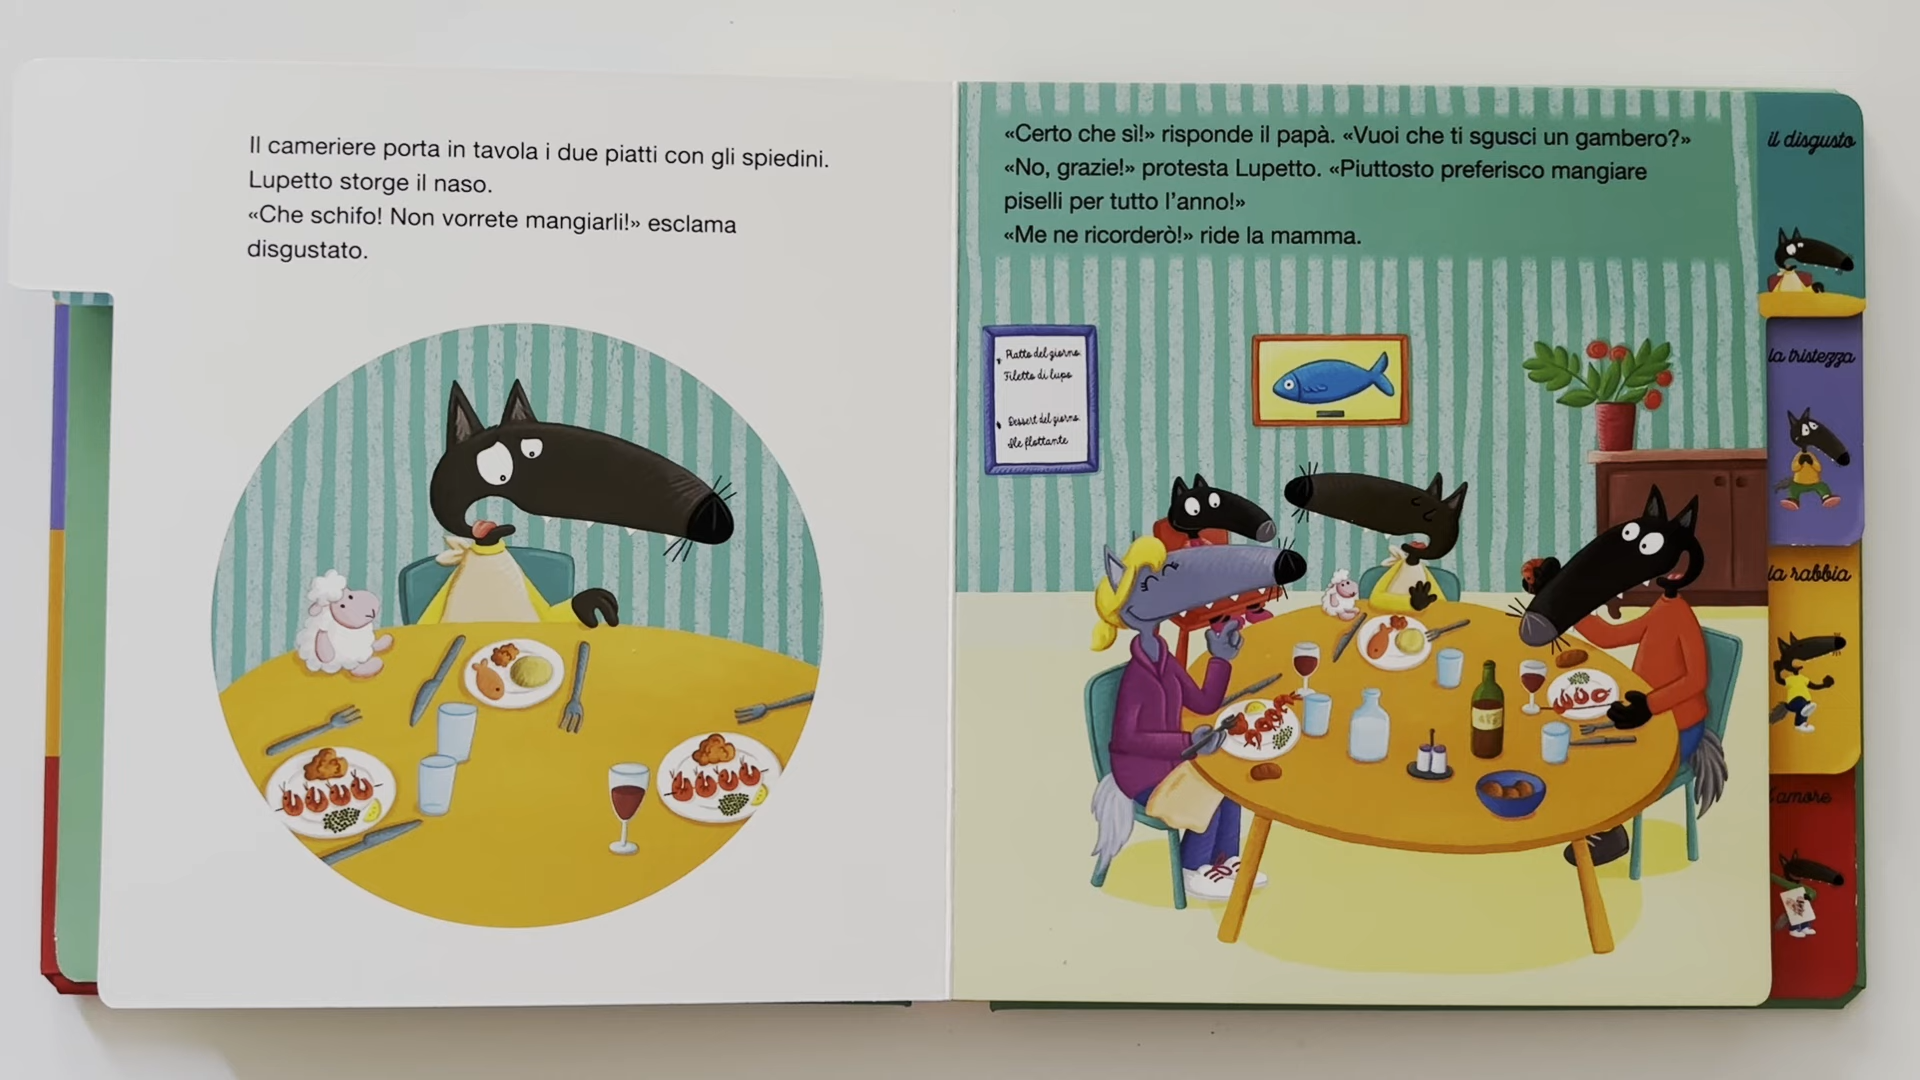 Il cameriere porta in tavola i due piatti con gli spiedini.
Lupetto storge il naso.
«Che schifo! Non vorrete mangiarli!» esclama
disgustato.
«Certo che sì!» risponde il papà. «Vuoi che ti sgusci un gambero?»
«No, grazie!» protesta Lupetto. «Piuttosto preferisco mangiare
piselli per tutto l'anno!»
«Me ne ricorderò!» ride la mamma.
Piatto del giorno:
Filetto di lupo
Dessert del giorno:
Ile flottante
il disgusto
la tristezza
la rabbia
l'amore